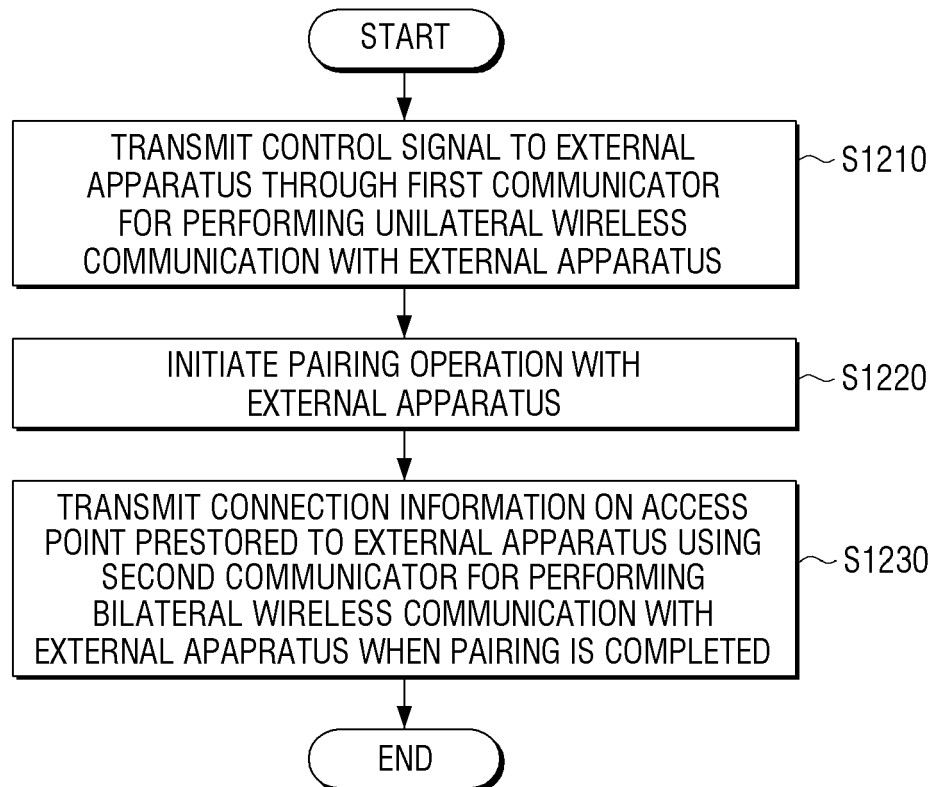 START
TRANSMIT CONTROL SIGNAL TO EXTERNAL
APPARATUS THROUGH FIRST COMMUNICATOR
FOR PERFORMING UNILATERAL WIRELESS
COMMUNICATION WITH EXTERNAL APPARATUS
S1210
INITIATE PAIRING OPERATION WITH
EXTERNAL APPARATUS
S1220
TRANSMIT CONNECTION INFORMATION ON ACCESS
POINT PRESTORED TO EXTERNAL APPARATUS USING
SECOND COMMUNICATOR FOR PERFORMING
BILATERAL WIRELESS COMMUNICATION WITH
EXTERNAL APAPRATUS WHEN PAIRING IS COMPLETED
S1230
END